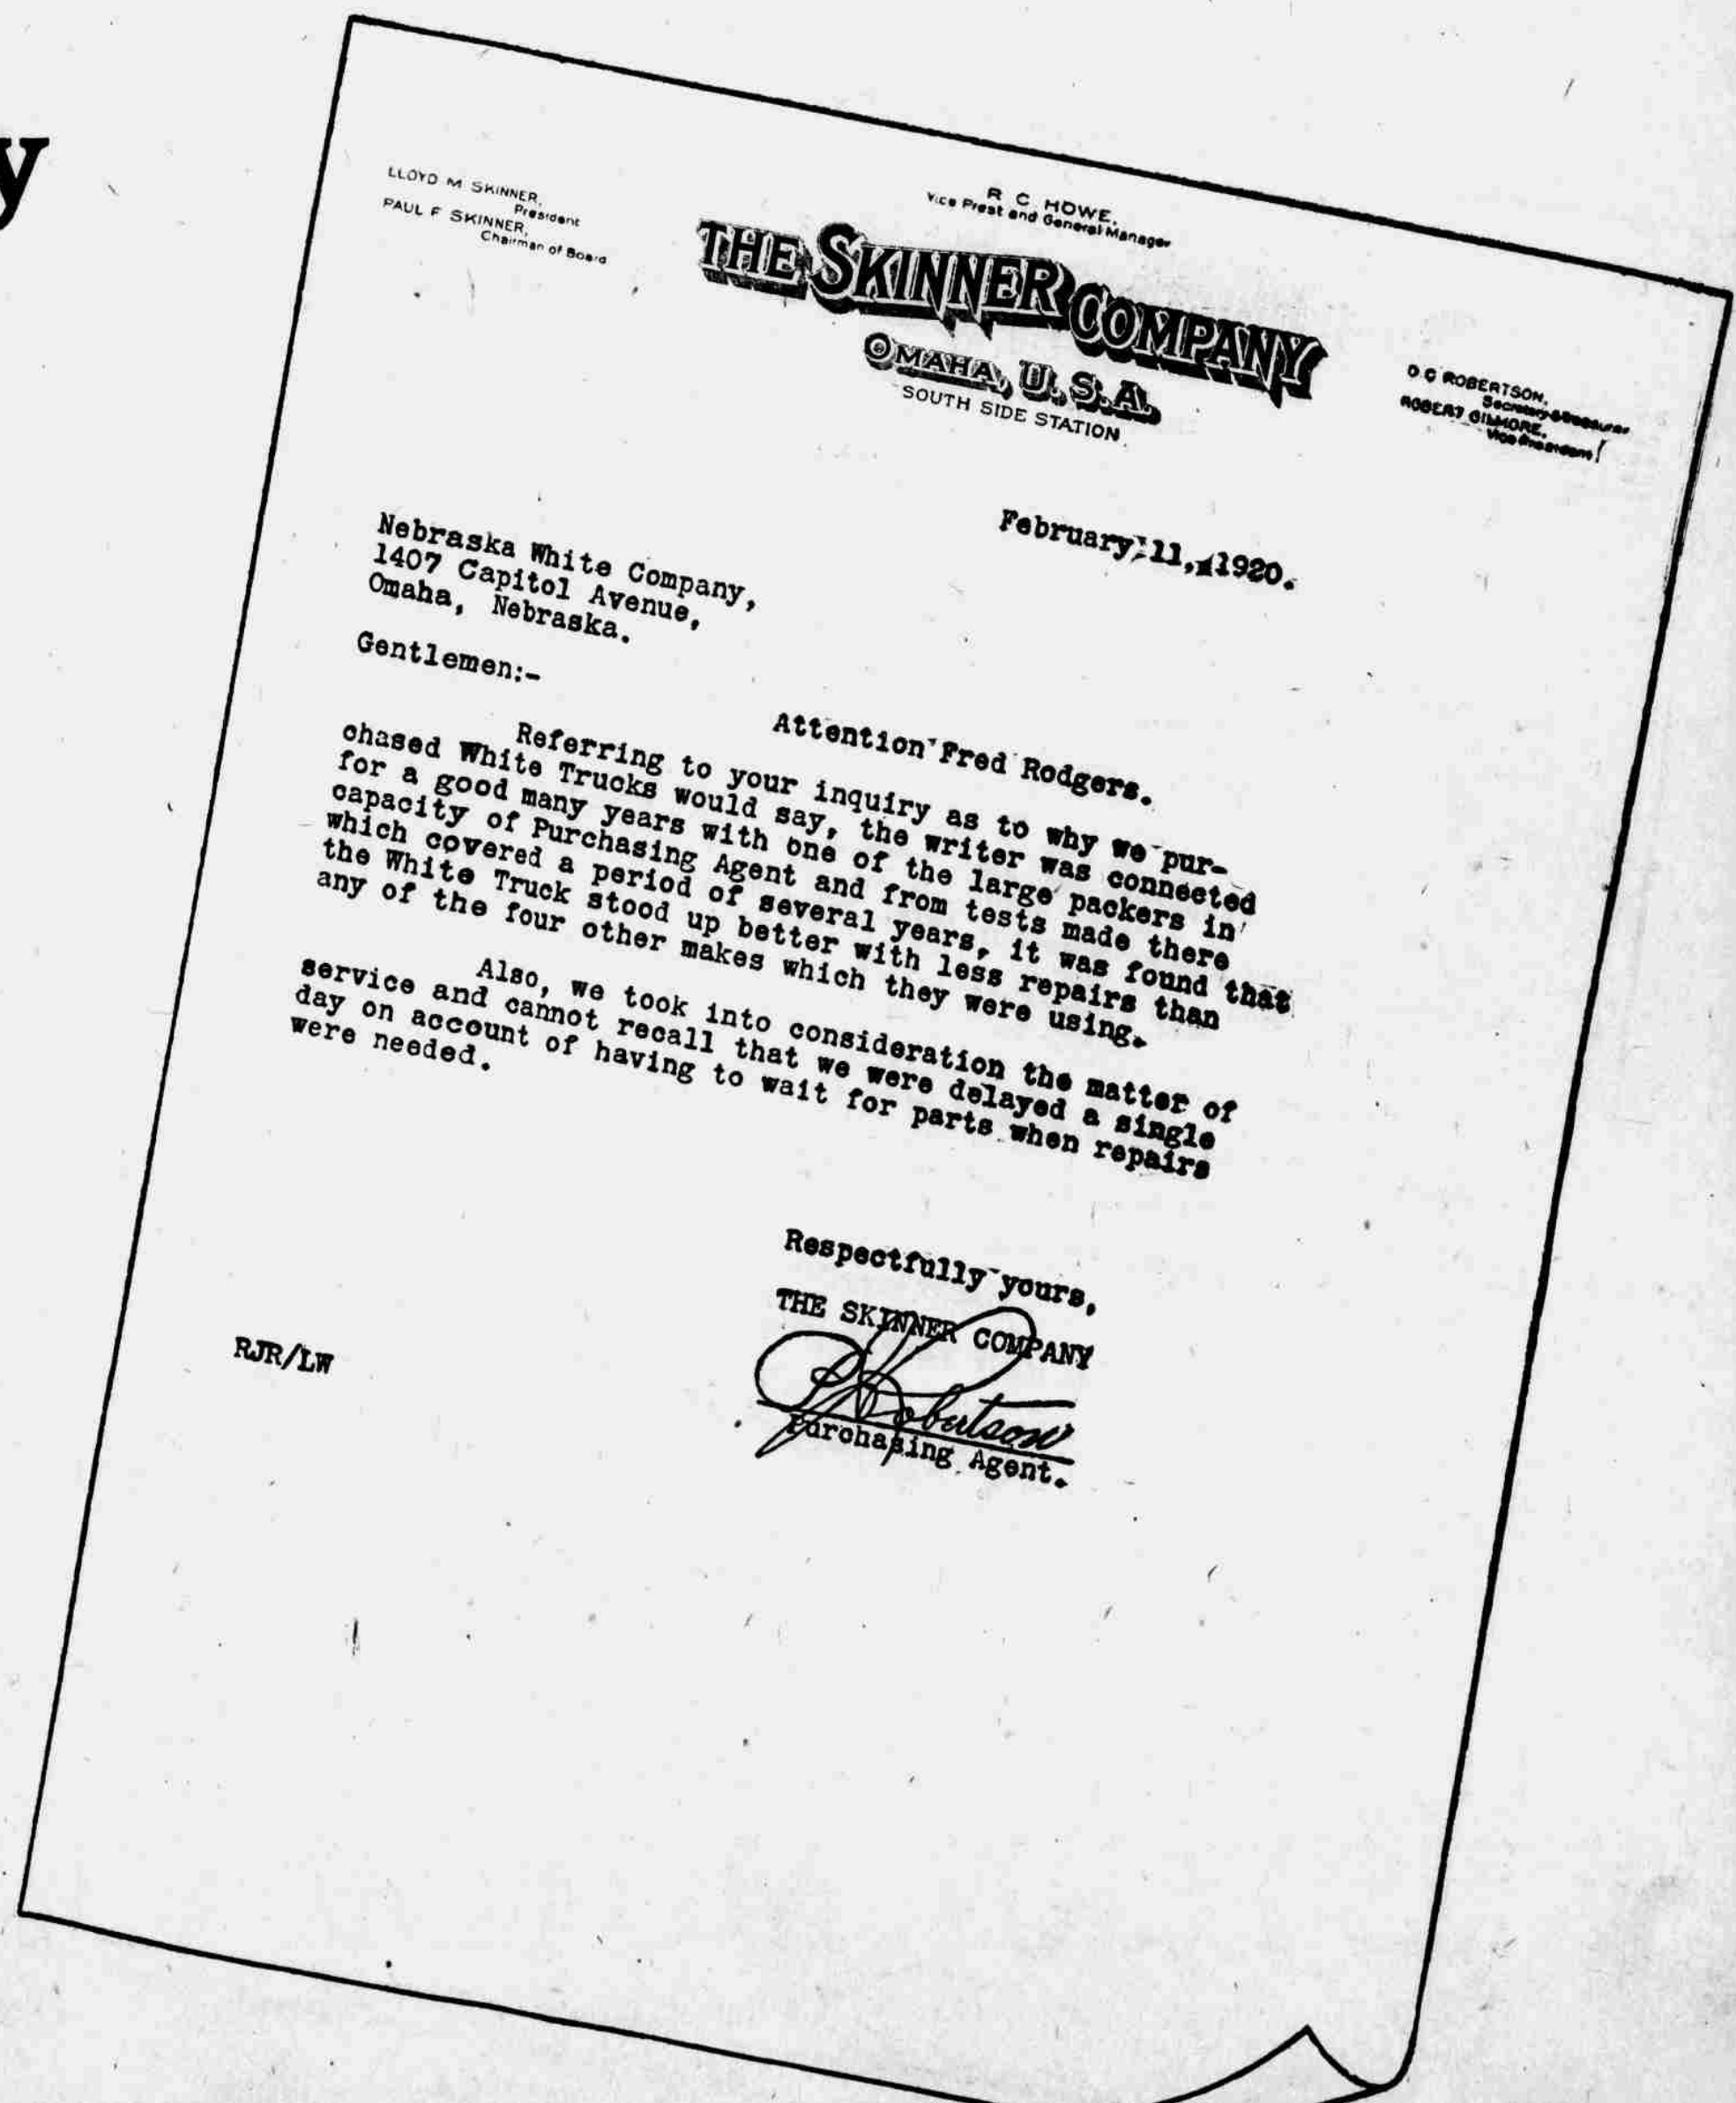 y
LLOYD M SKINNER,
President
PAUL F SKINNER,
Chairman of Board
R C HOWE,
Vice Prest and General Manager
THE SKINNER COMPANY
OMAHA, U.S.A.
SOUTH SIDE STATION
D C ROBERTSON,
Secretary & Treasurer
ROBERT GILMORE,
Vice President
February 11, 1920.
Nebraska White Company,
1407 Capitol Avenue,
Omaha, Nebraska.
Gentlemen:-
Attention Fred Rodgers.
Referring to your inquiry as to why we pur-
chased White Trucks would say, the writer was connected
for a good many years with one of the large packers in
capacity of Purchasing Agent and from tests made there
which covered a period of several years, it was found that
the White Truck stood up better with less repairs than
any of the four other makes which they were using.
Also, we took into consideration the matter of
service and cannot recall that we were delayed a single
day on account of having to wait for parts when repairs
were needed.
Respectfully yours,
THE SKINNER COMPANY
RJRobertson
Purchasing Agent.
RJR/LW